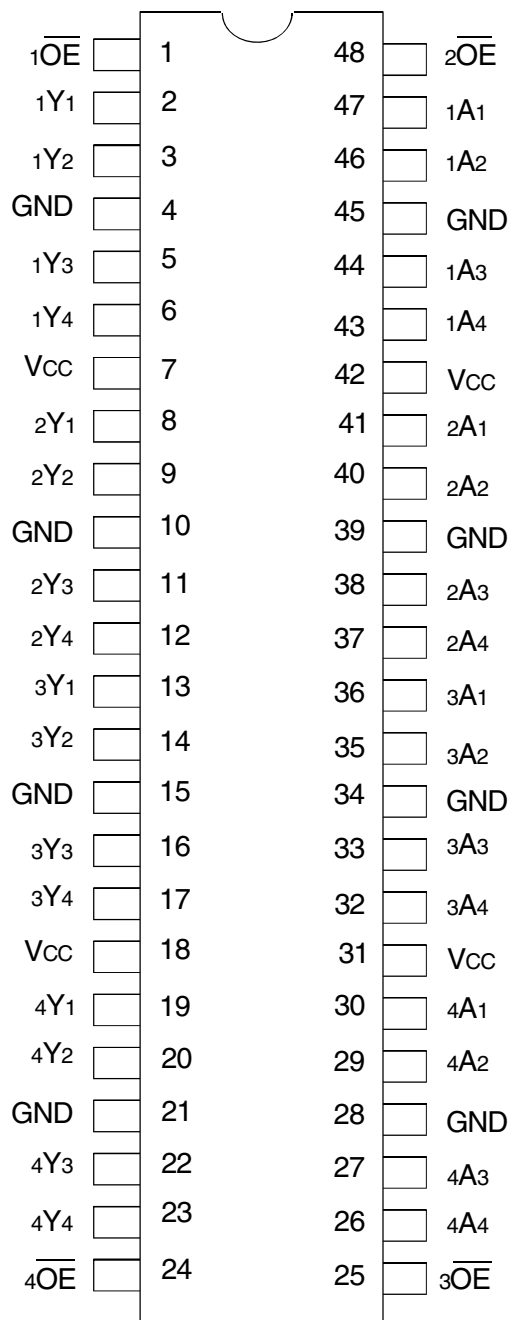 1OE 1 48 2OE
1Y1 2 47 1A1
1Y2 3 46 1A2
GND 4 45 GND
1Y3 5 44 1A3
1Y4 6 43 1A4
VCC 7 42 VCC
2Y1 8 41 2A1
2Y2 9 40 2A2
GND 10 39 GND
2Y3 11 38 2A3
2Y4 12 37 2A4
3Y1 13 36 3A1
3Y2 14 35 3A2
GND 15 34 GND
3Y3 16 33 3A3
3Y4 17 32 3A4
VCC 18 31 VCC
4Y1 19 30 4A1
4Y2 20 29 4A2
GND 21 28 GND
4Y3 22 27 4A3
4Y4 23 26 4A4
4OE 24 25 3OE